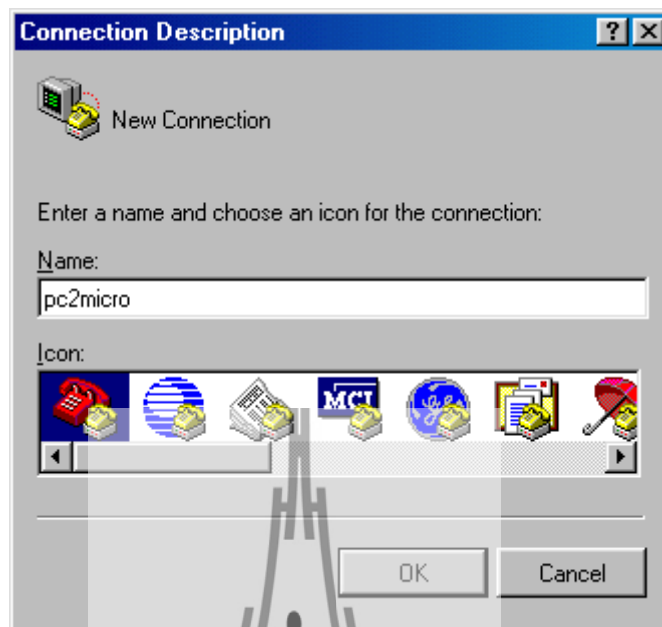 Connection Description
New Connection
Enter a name and choose an icon for the connection:
Name:
pc2micro
Icon:
MCI
OK
Cancel